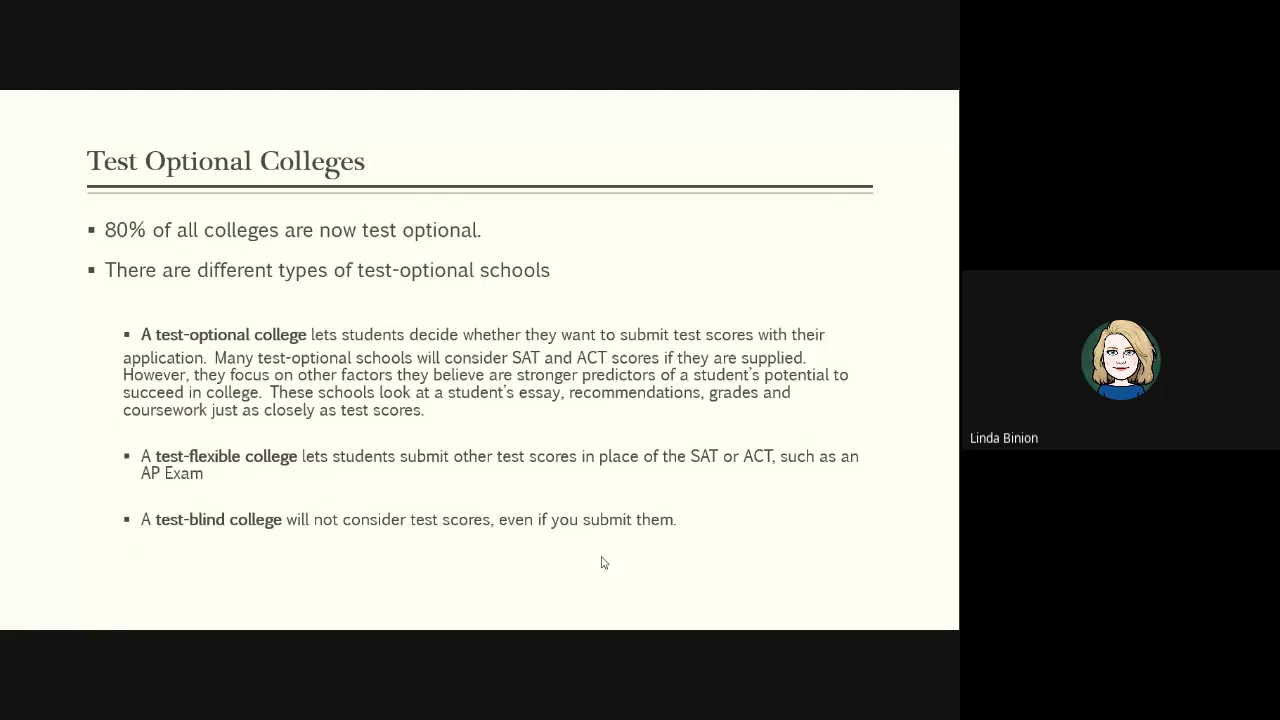 Test Optional Colleges
▪ 80% of all colleges are now test optional.
▪ There are different types of test-optional schools
▪ A test-optional college lets students decide whether they want to submit test scores with their
application. Many test-optional schools will consider SAT and ACT scores if they are supplied.
However, they focus on other factors they believe are stronger predictors of a student's potential to
succeed in college. These schools look at a student's essay, recommendations, grades and
coursework just as closely as test scores.
▪ A test-flexible college lets students submit other test scores in place of the SAT or ACT, such as an
AP Exam
▪ A test-blind college will not consider test scores, even if you submit them.
Linda Binion